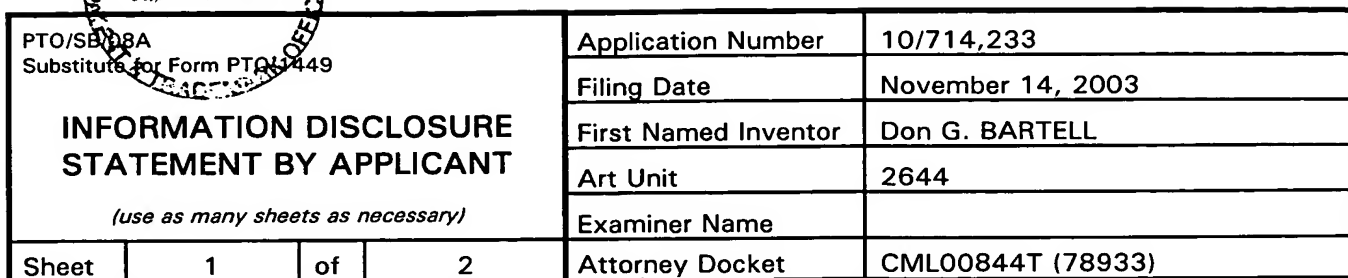 PTO/SB/08A
Substitute for Form PTO/1449
INFORMATION DISCLOSURE
STATEMENT BY APPLICANT
(use as many sheets as necessary)
Sheet 1 of 2
Application Number 10/714,233
Filing Date November 14, 2003
First Named Inventor Don G. BARTELL
Art Unit 2644
Examiner Name
Attorney Docket CML00844T (78933)